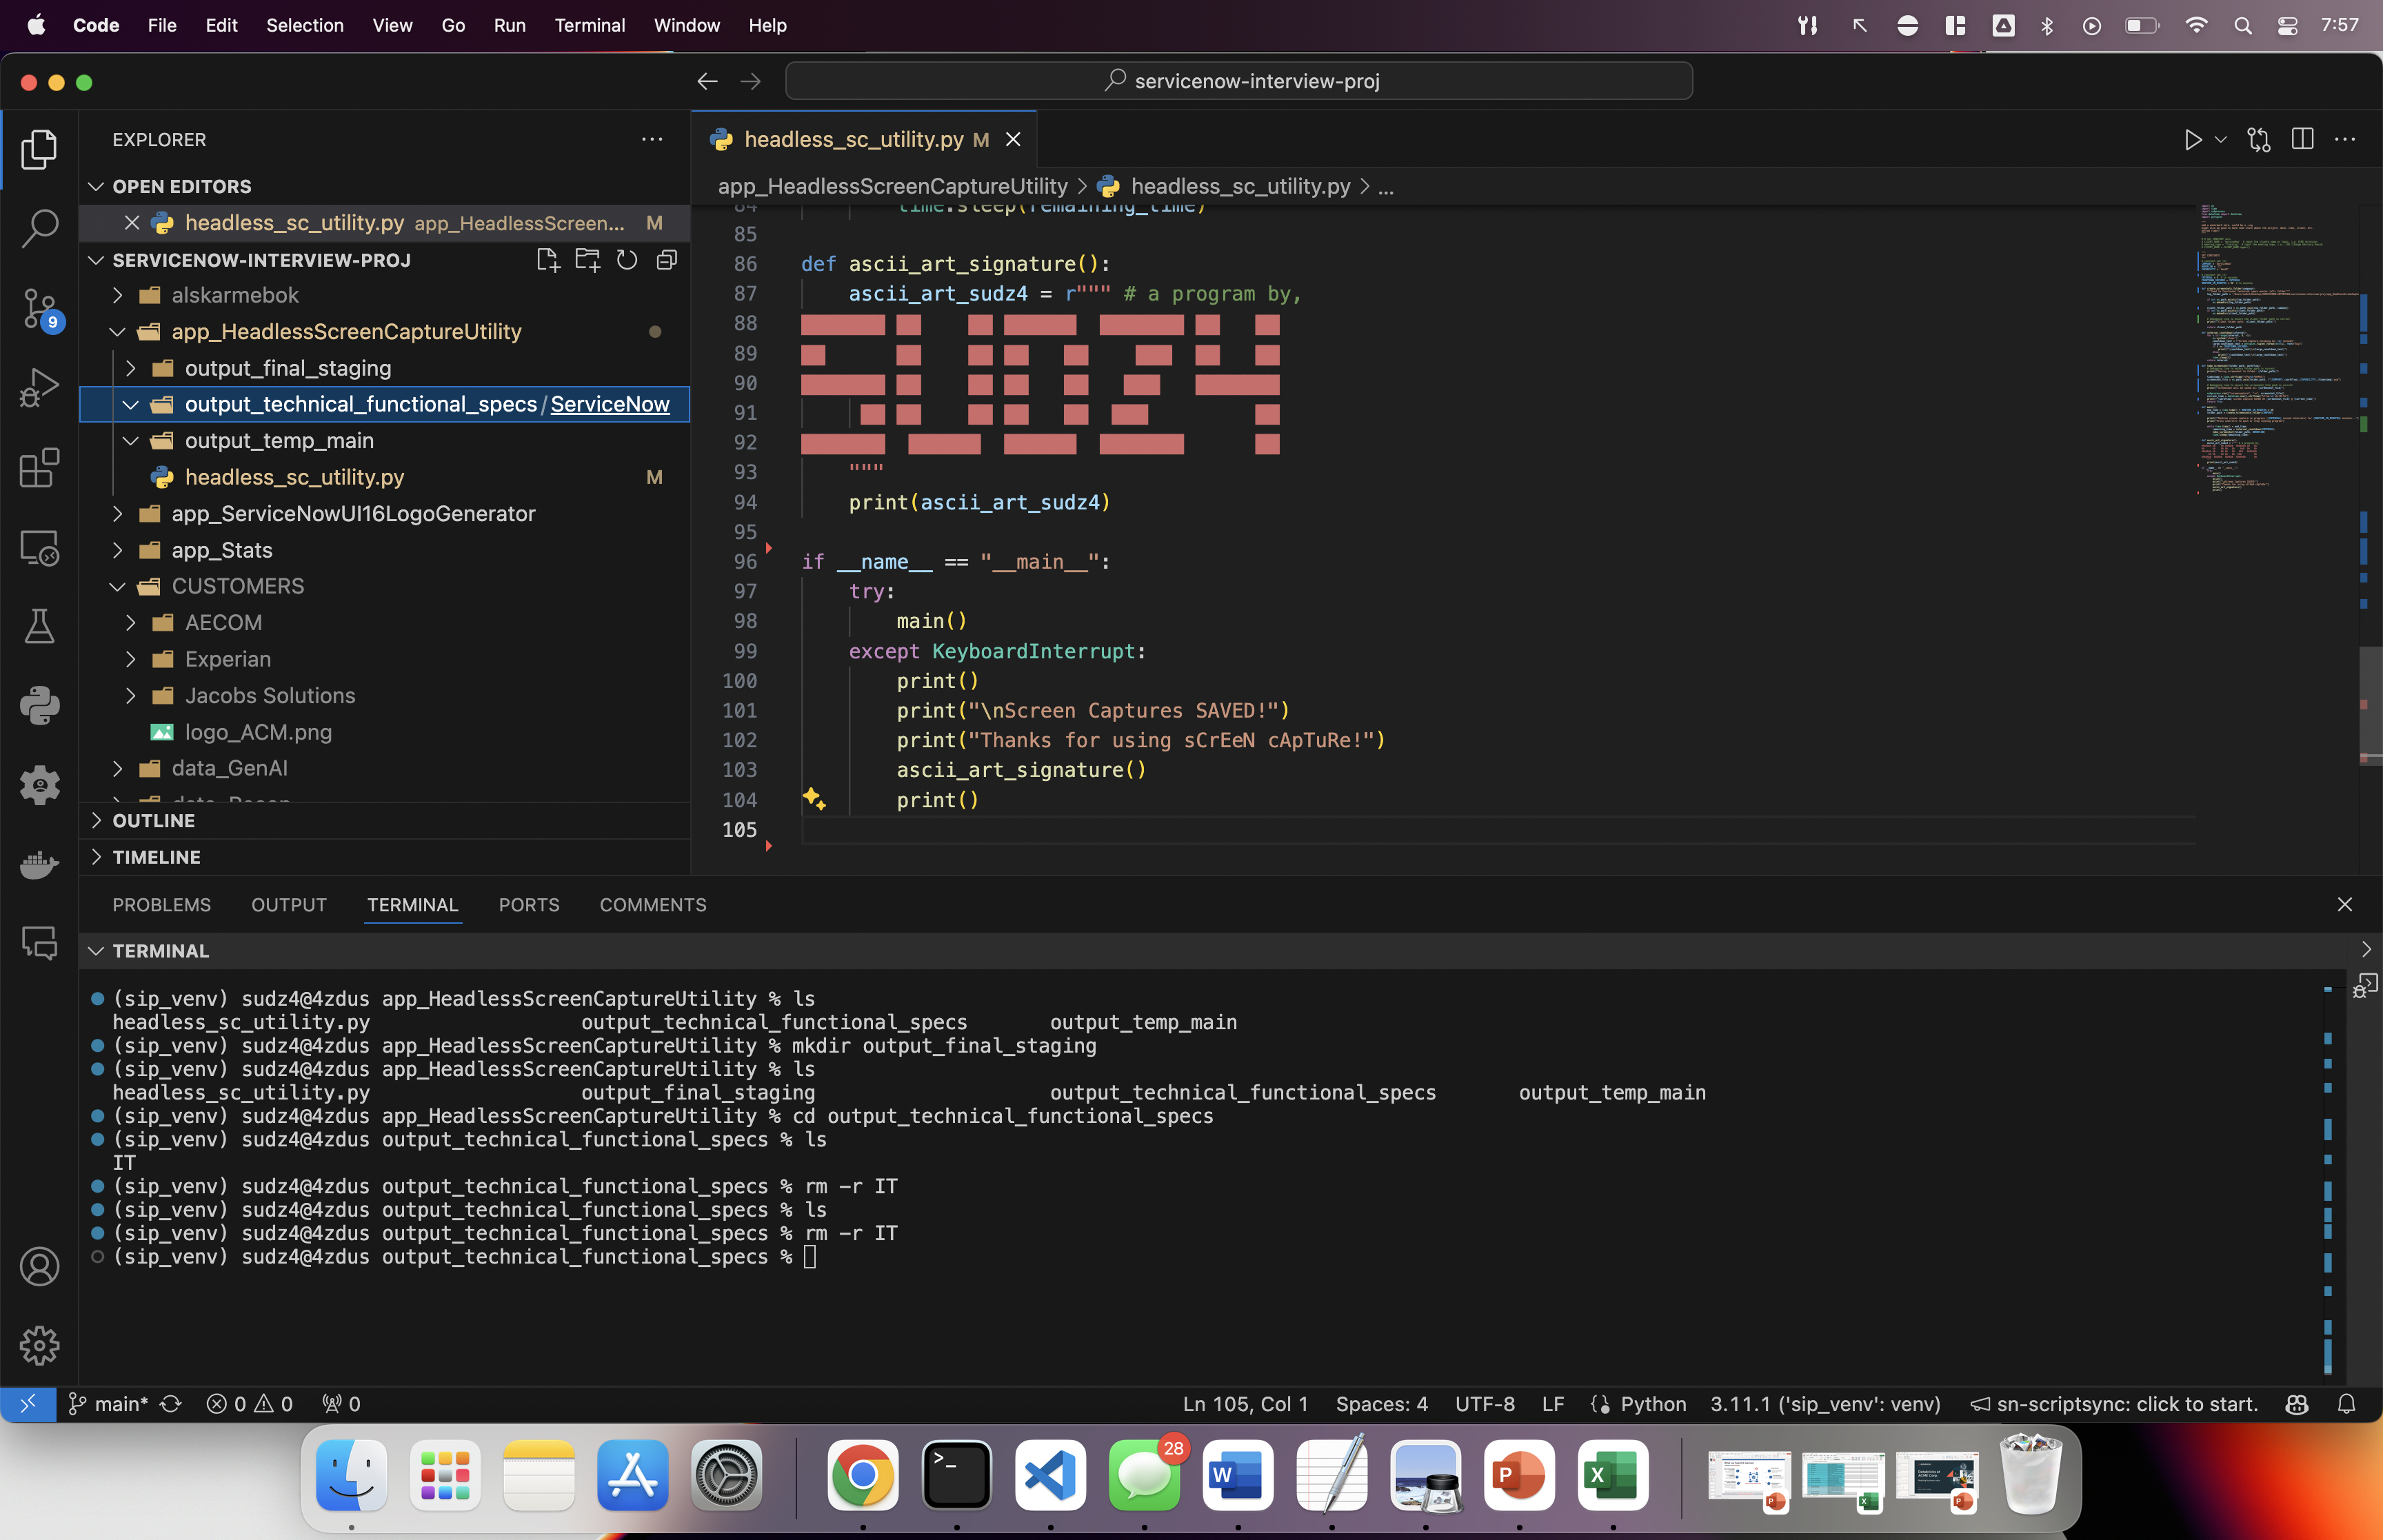 Code File Edit Selection View Go Run Terminal Window Help 7:57
servicenow-interview-proj
EXPLORER
OPEN EDITORS
headless_sc_utility.py app_HeadlessScreen... M
SERVICENOW-INTERVIEW-PROJ
alskarmebok
app_HeadlessScreenCaptureUtility
output_final_staging
output_technical_functional_specs/ServiceNow
output_temp_main
headless_sc_utility.py M
app_ServiceNowUI16LogoGenerator
app_Stats
CUSTOMERS
AECOM
Experian
Jacobs Solutions
logo_ACM.png
data_GenAI
OUTLINE
TIMELINE
9
headless_sc_utility.py M
app_HeadlessScreenCaptureUtility > headless_sc_utility.py > ...
84 time.sleep(remaining_time)
85
86 def ascii_art_signature():
87 ascii_art_sudz4 = r""" # a program by,
88
89
90
91
92
93 """
94 print(ascii_art_sudz4)
95
96 if __name__ == "__main__":
97 try:
98 main()
99 except KeyboardInterrupt:
100 print()
101 print("\nScreen Captures SAVED!")
102 print("Thanks for using sCrEeN cApTuRe!")
103 ascii_art_signature()
104 print()
105
PROBLEMS OUTPUT TERMINAL PORTS COMMENTS
TERMINAL
(sip_venv) sudz4@4zdus app_HeadlessScreenCaptureUtility % ls
headless_sc_utility.py output_technical_functional_specs output_temp_main
(sip_venv) sudz4@4zdus app_HeadlessScreenCaptureUtility % mkdir output_final_staging
(sip_venv) sudz4@4zdus app_HeadlessScreenCaptureUtility % ls
headless_sc_utility.py output_final_staging output_technical_functional_specs output_temp_main
(sip_venv) sudz4@4zdus app_HeadlessScreenCaptureUtility % cd output_technical_functional_specs
(sip_venv) sudz4@4zdus output_technical_functional_specs % ls
IT
(sip_venv) sudz4@4zdus output_technical_functional_specs % rm -r IT
(sip_venv) sudz4@4zdus output_technical_functional_specs % ls
(sip_venv) sudz4@4zdus output_technical_functional_specs % rm -r IT
(sip_venv) sudz4@4zdus output_technical_functional_specs %
main* 0 0 0 Ln 105, Col 1 Spaces: 4 UTF-8 LF Python 3.11.1 ('sip_venv': venv) sn-scriptsync: click to start.
28